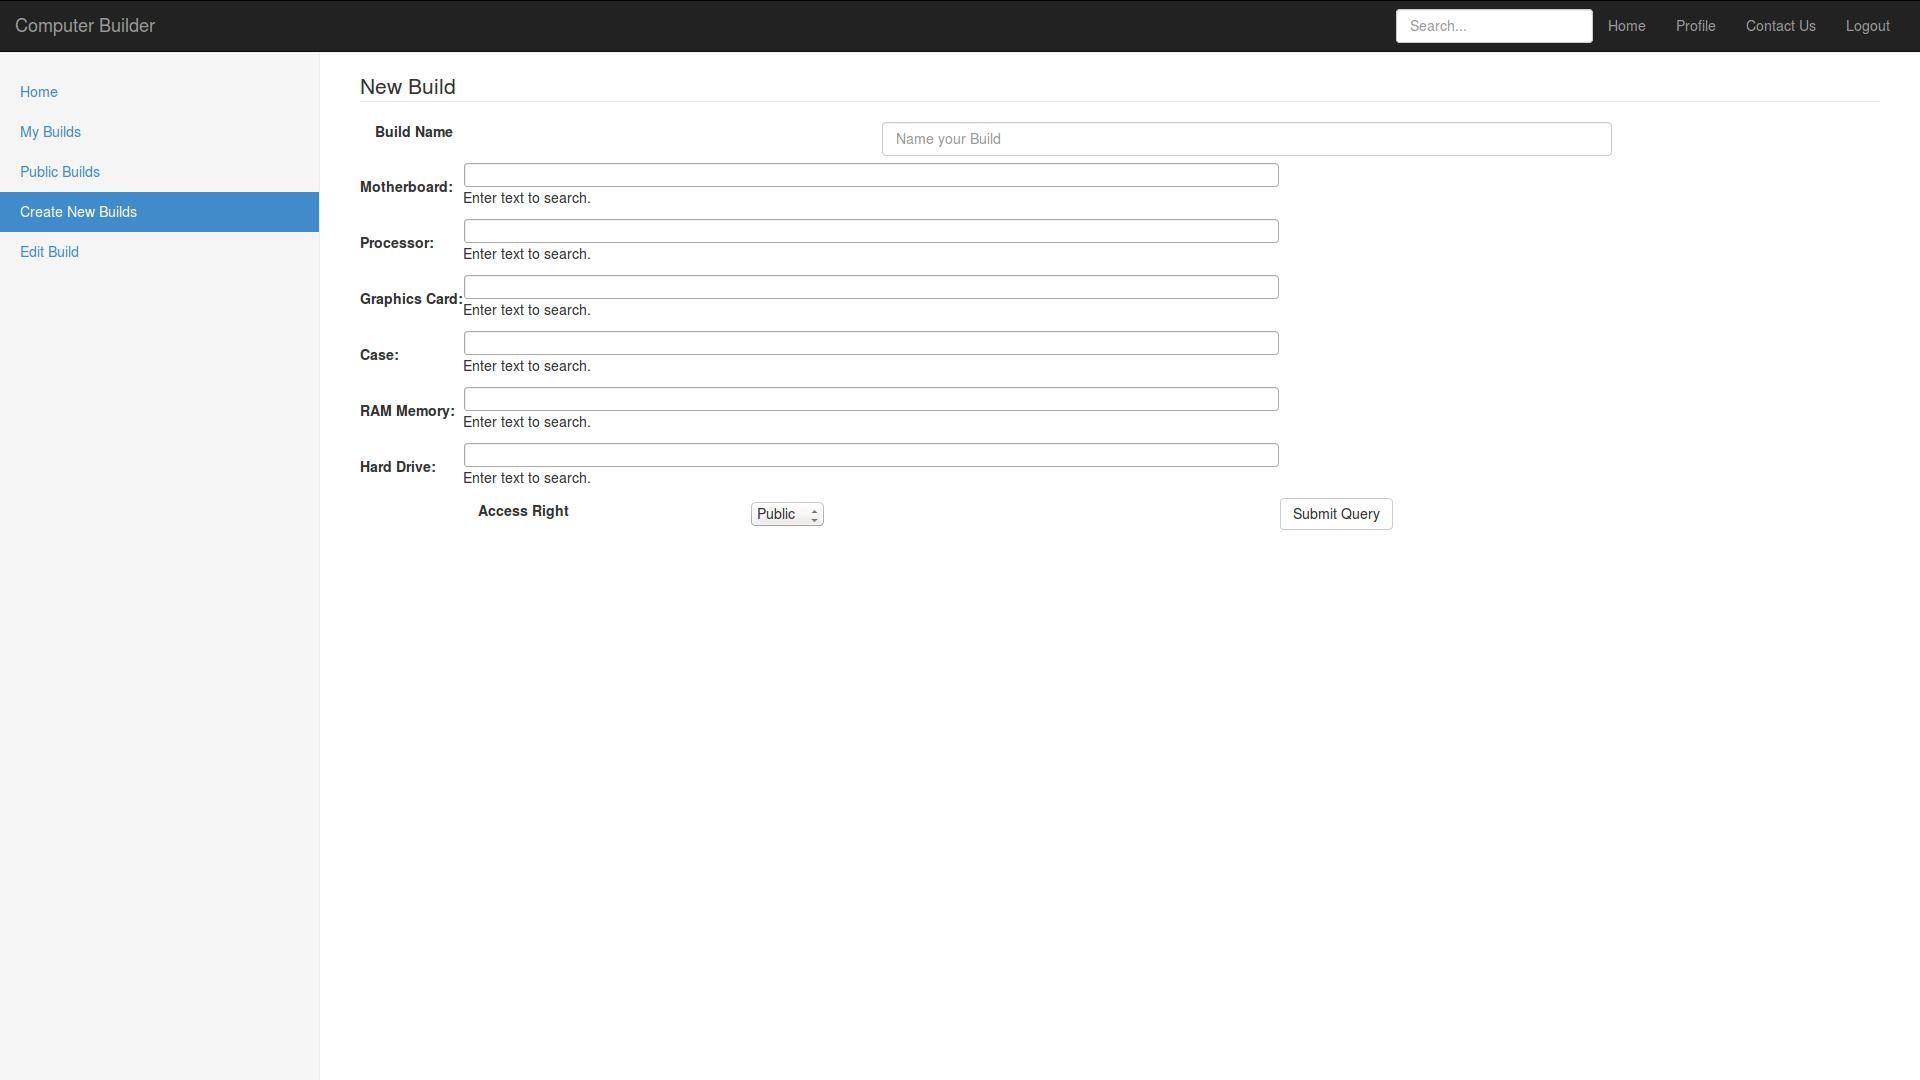 Computer Builder
Search...
Home
Profile
Contact Us
Logout
Home
My Builds
Public Builds
Create New Builds
Edit Build
New Build
Build Name
Name your Build
Motherboard:
Enter text to search.
Processor:
Enter text to search.
Graphics Card:
Enter text to search.
Case:
Enter text to search.
RAM Memory:
Enter text to search.
Hard Drive:
Enter text to search.
Access Right
Public
Submit Query